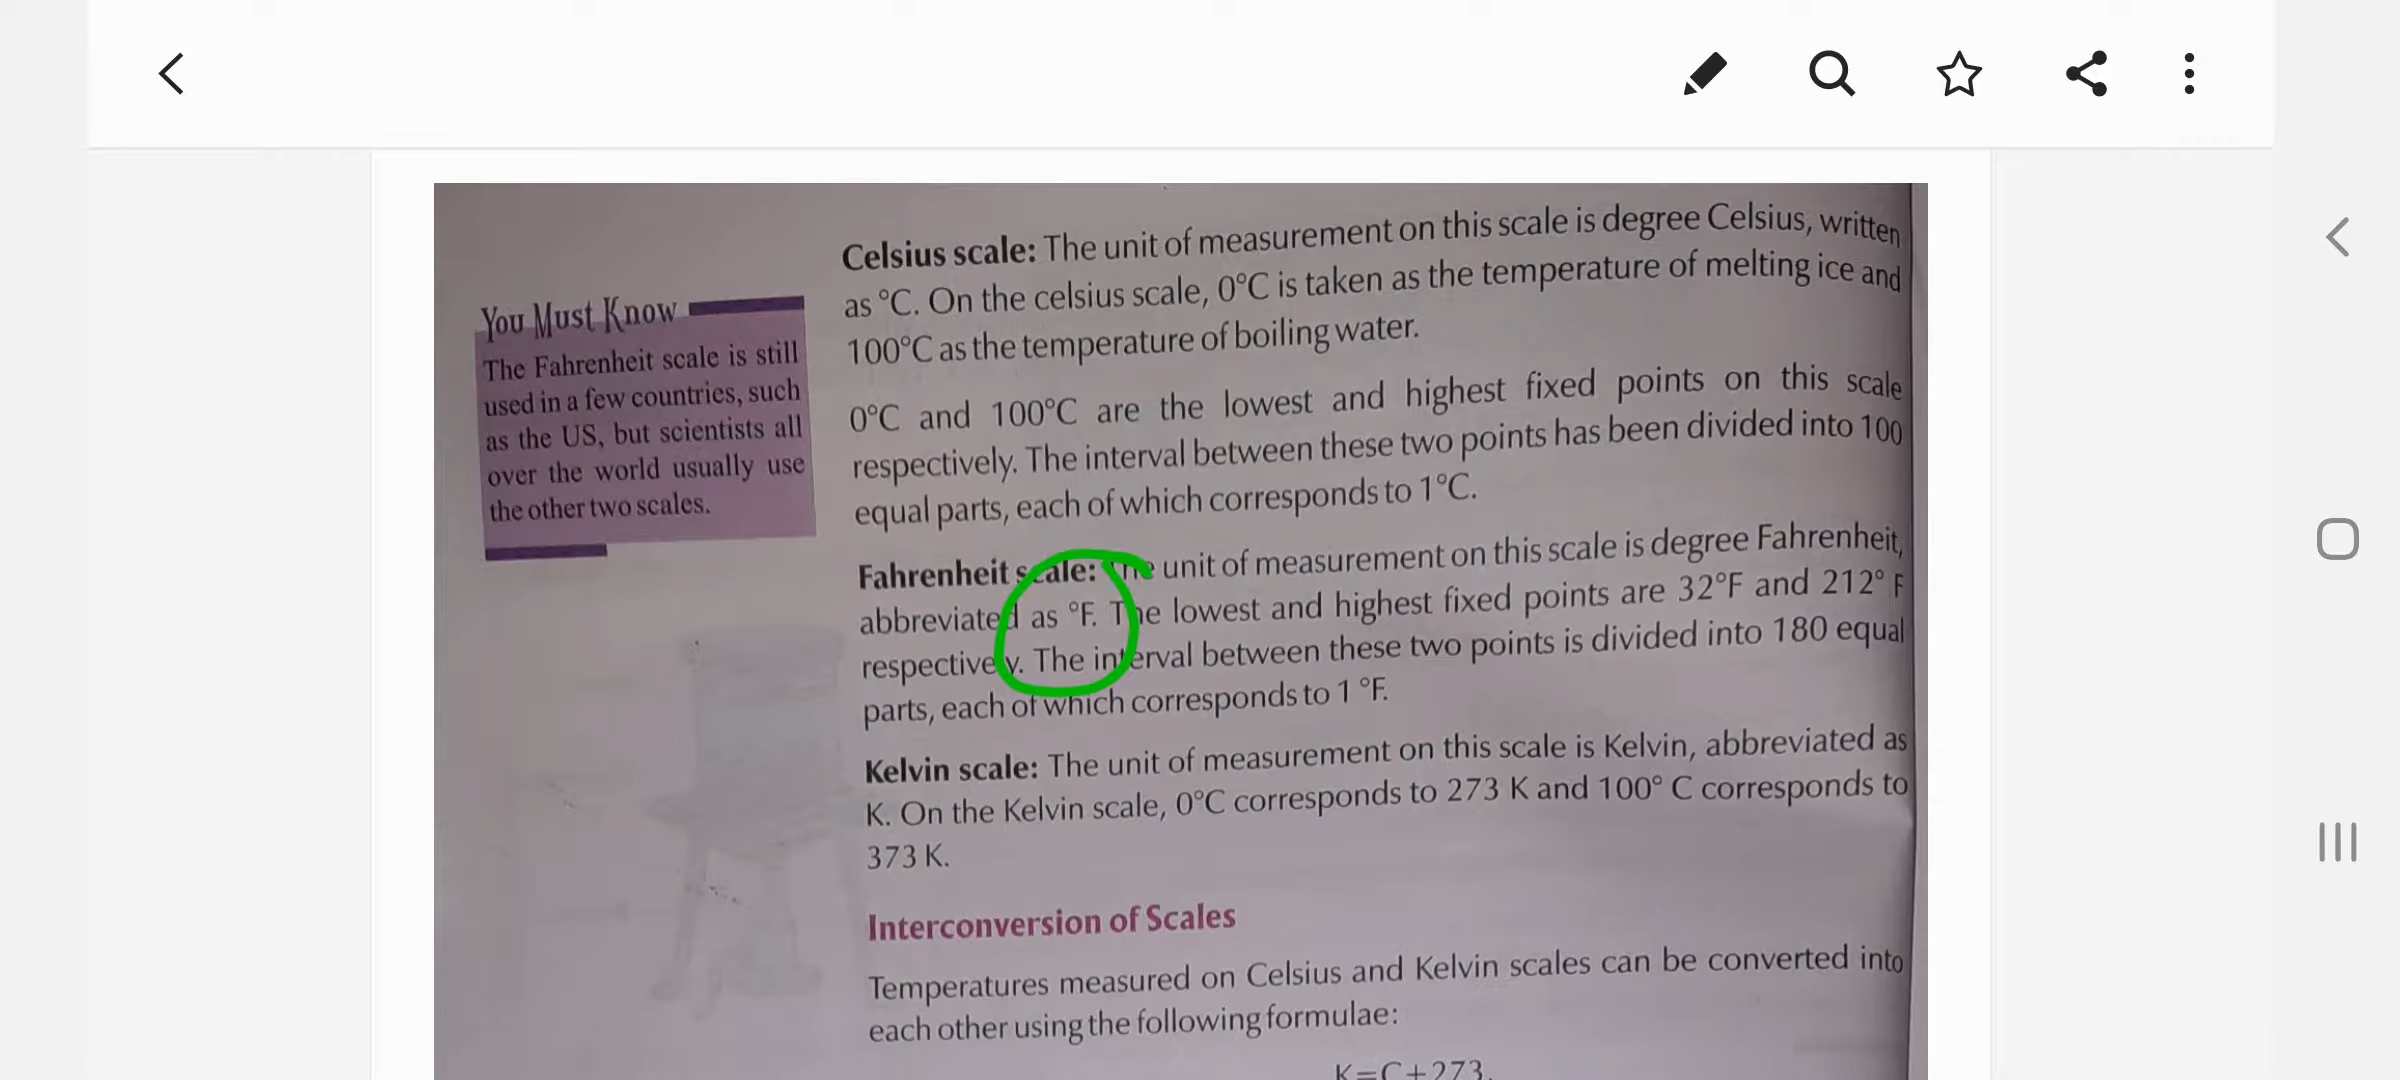 Celsius scale: The unit of measurement on this scale is degree Celsius, written
as °C. On the celsius scale, 0°C is taken as the temperature of melting ice and
100°C as the temperature of boiling water.
You Must Know
The Fahrenheit scale is still
used in a few countries, such
as the US, but scientists all
over the world usually use
the other two scales.
0°C and 100°C are the lowest and highest fixed points on this scale
respectively. The interval between these two points has been divided into 100
equal parts, each of which corresponds to 1°C.
Fahrenheit scale: The unit of measurement on this scale is degree Fahrenheit,
abbreviated as °F. The lowest and highest fixed points are 32°F and 212° F
respectively. The interval between these two points is divided into 180 equal
parts, each of which corresponds to 1 °F.
Kelvin scale: The unit of measurement on this scale is Kelvin, abbreviated as
K. On the Kelvin scale, 0°C corresponds to 273 K and 100° C corresponds to
373 K.
Interconversion of Scales
Temperatures measured on Celsius and Kelvin scales can be converted into
each other using the following formulae:
K=C+273.